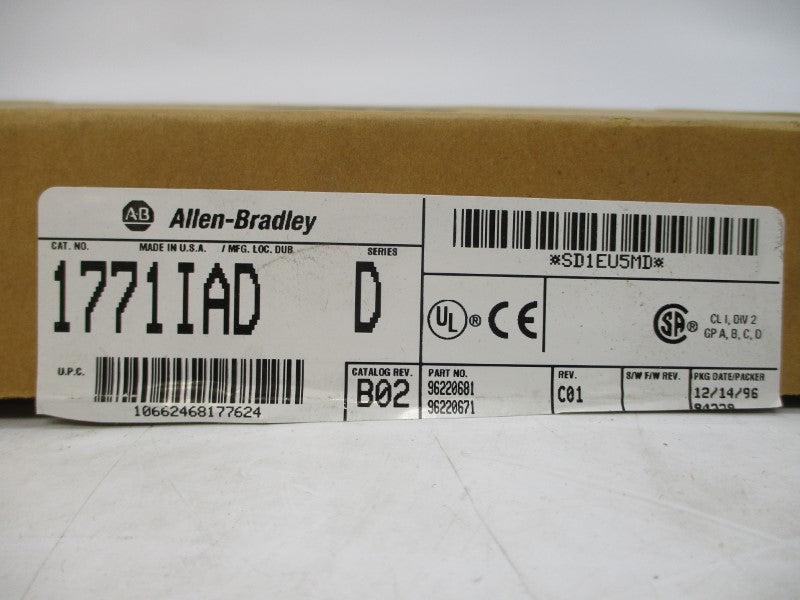 A-B Allen-Bradley
CAT. NO. MADE IN U.S.A. / MFG. LOC. DUB. SERIES
1771IAD D
U.P.C.
10662468177624
CATALOG REV.
B02
*SD1EU5MD*
UL ® CE
SA ® CL I, DIV 2
GP A, B, C, D
PART NO.
96220681
96220671
REV.
C01
S/W F/W REV.
PKG DATE/PACKER
12/14/96